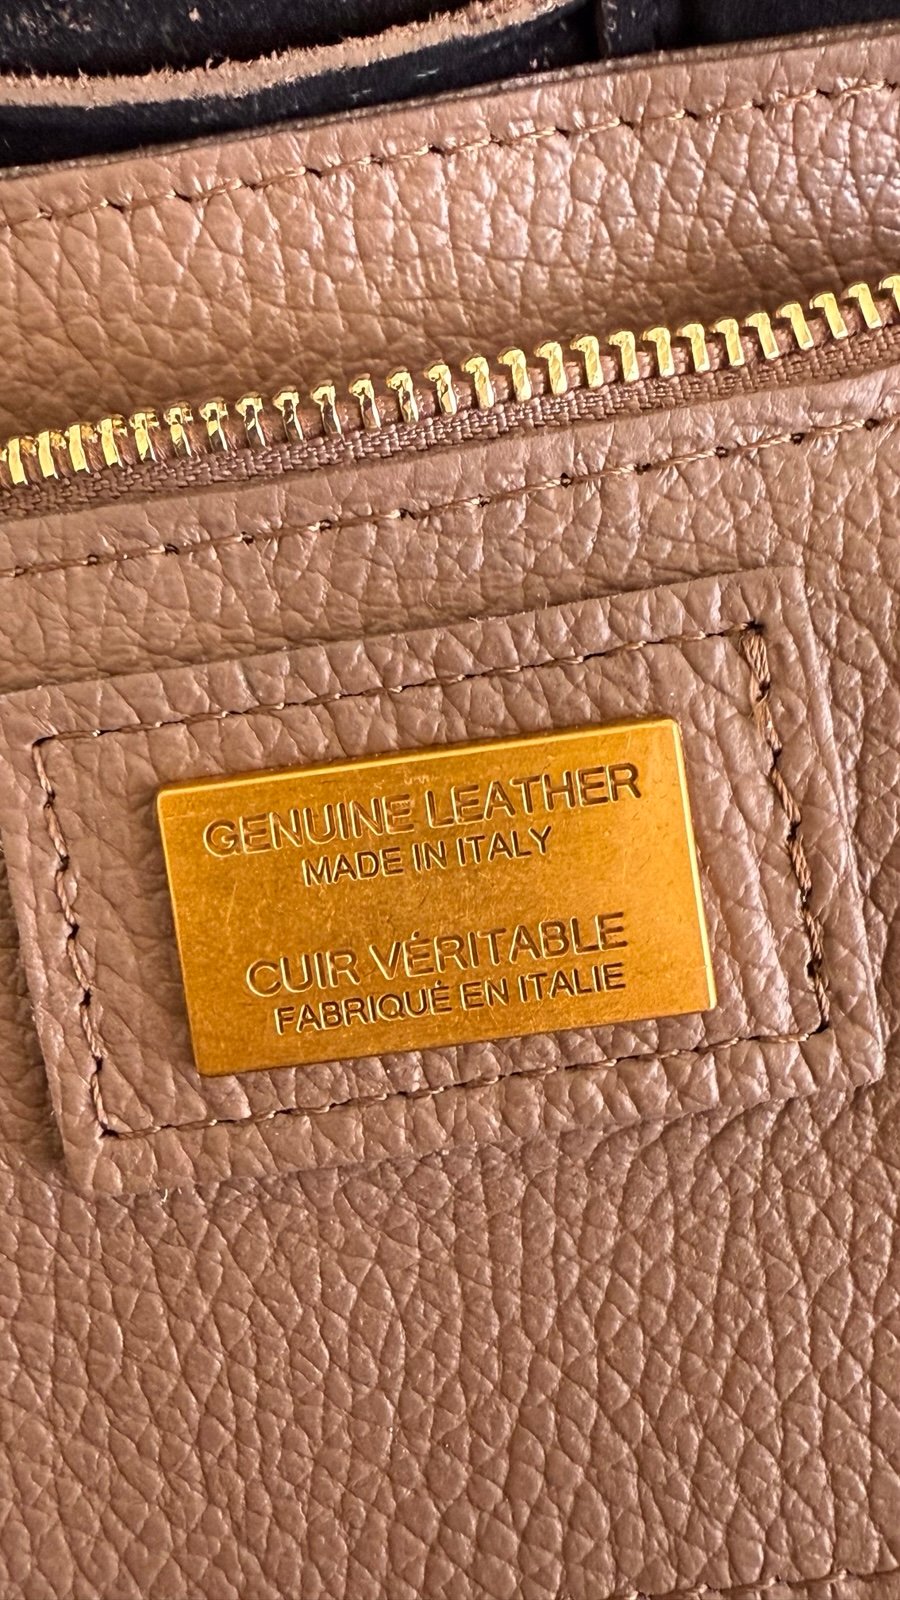 GENUINE LEATHER
MADE IN ITALY
CUIR VÉRITABLE
FABRIQUÉ EN ITALIE